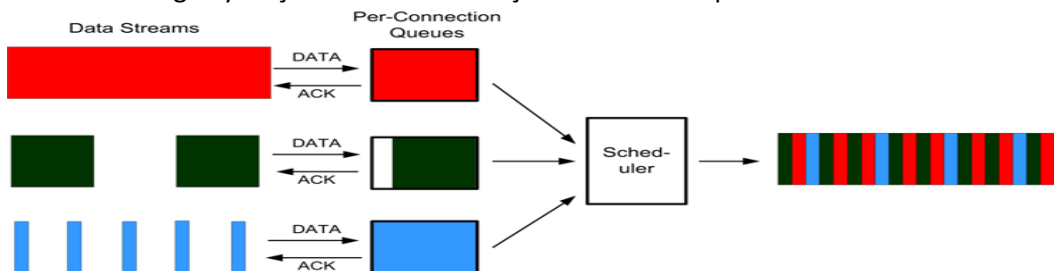 Data Streams
Per-Connection
Queues
DATA
ACK
DATA
ACK
Sched-
uler
DATA
ACK